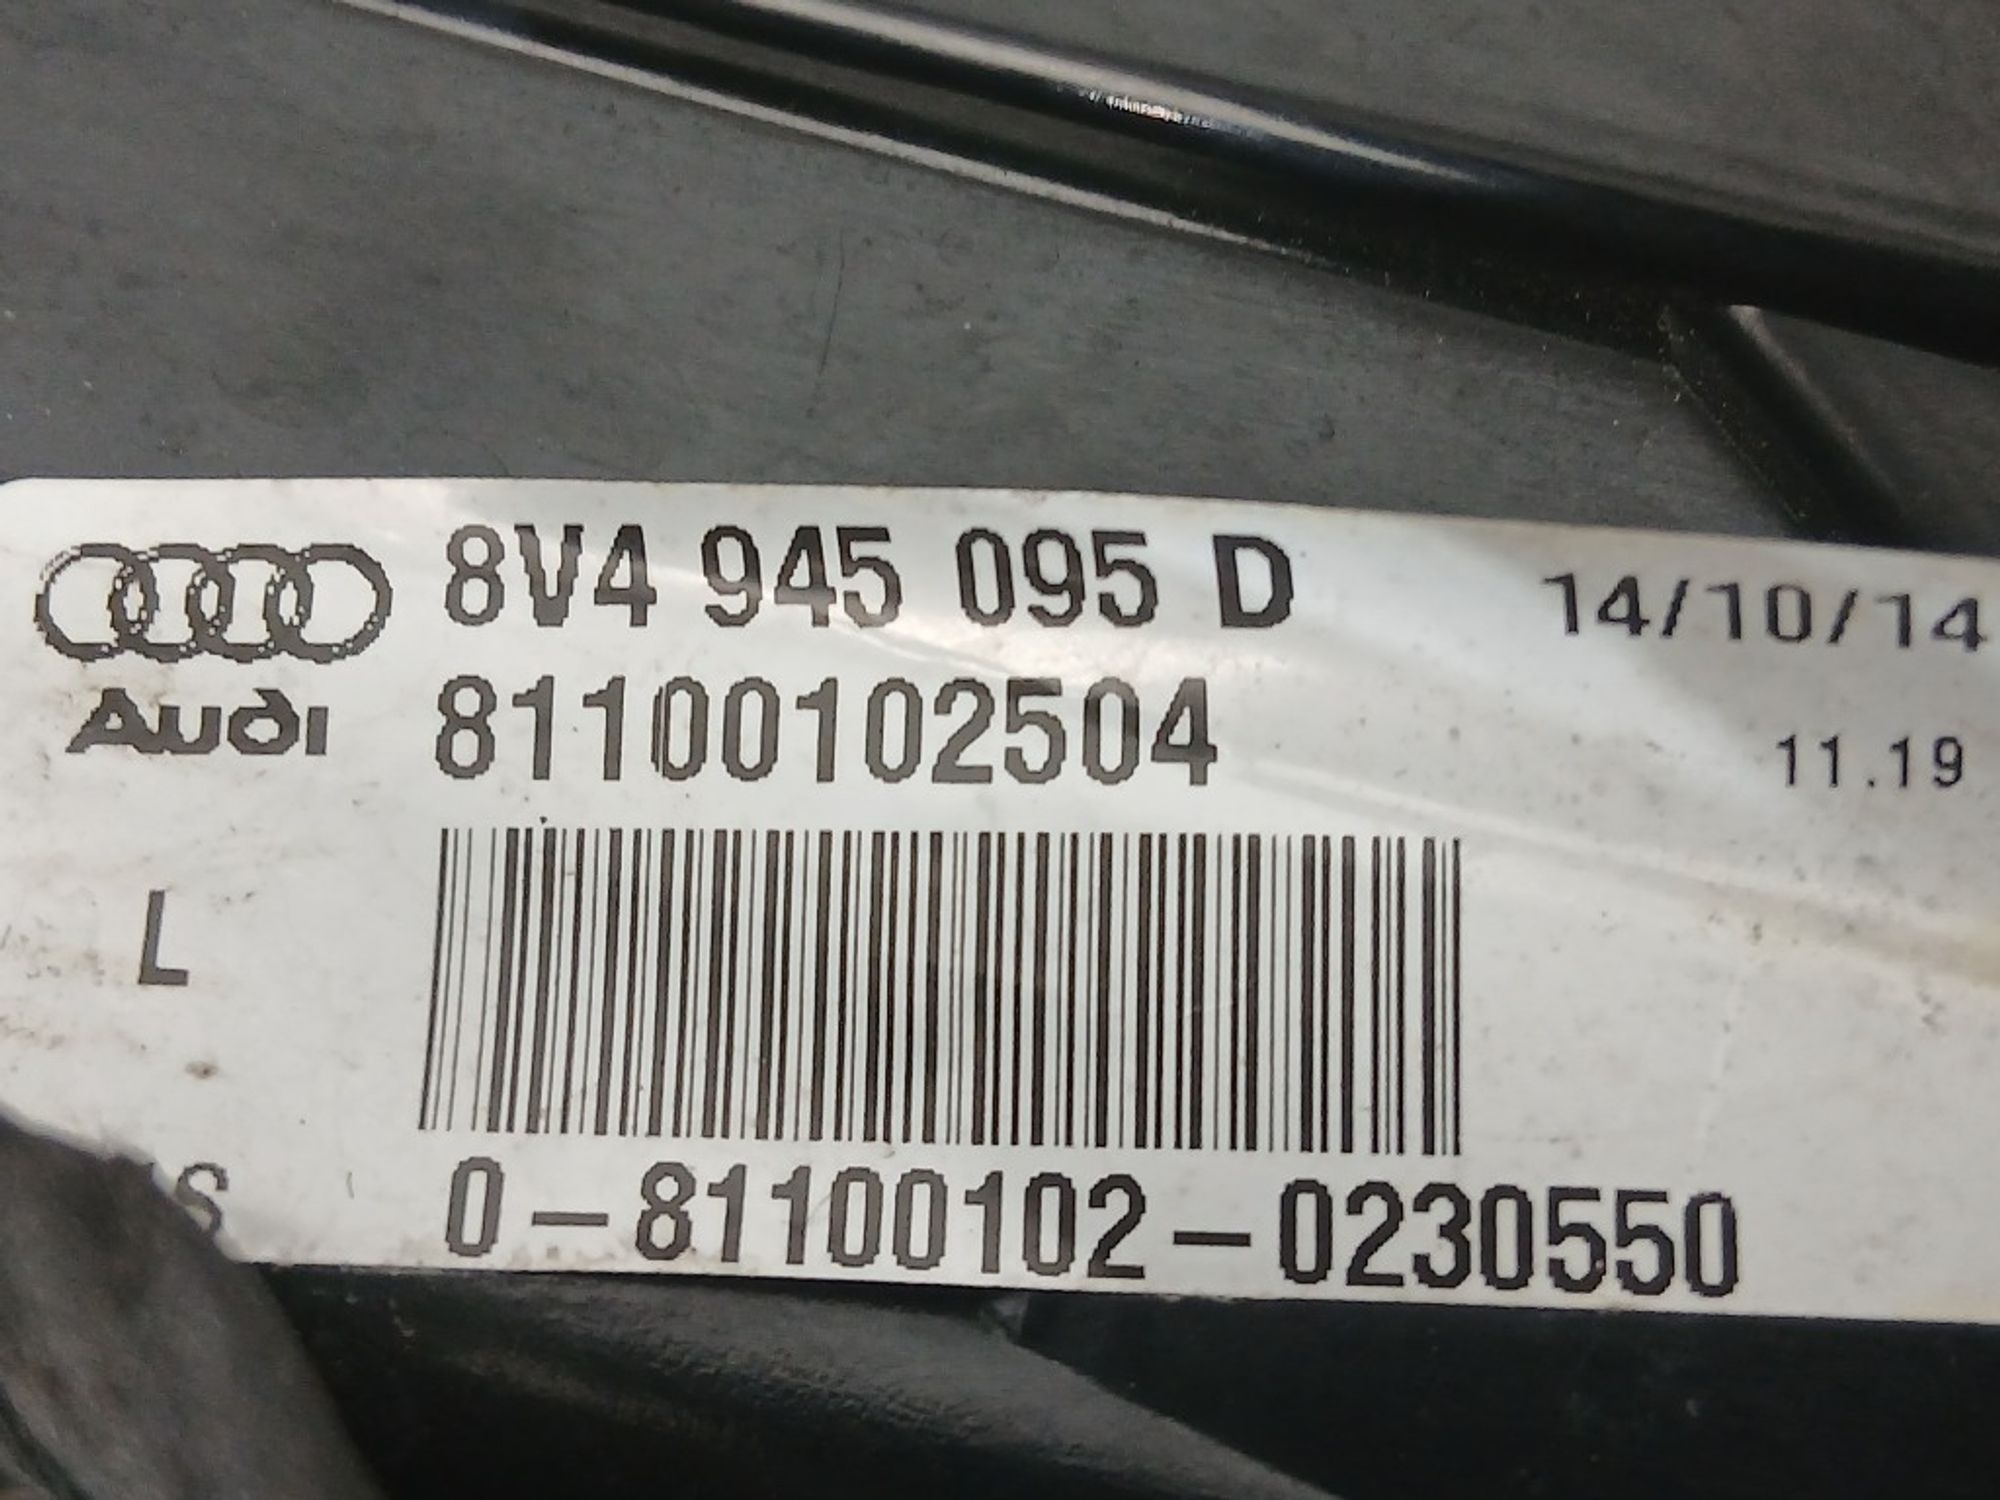 8V4 945 095 D 14/10/14
AUDI 81100102504 11.19
L
S 0-81100102-0230550